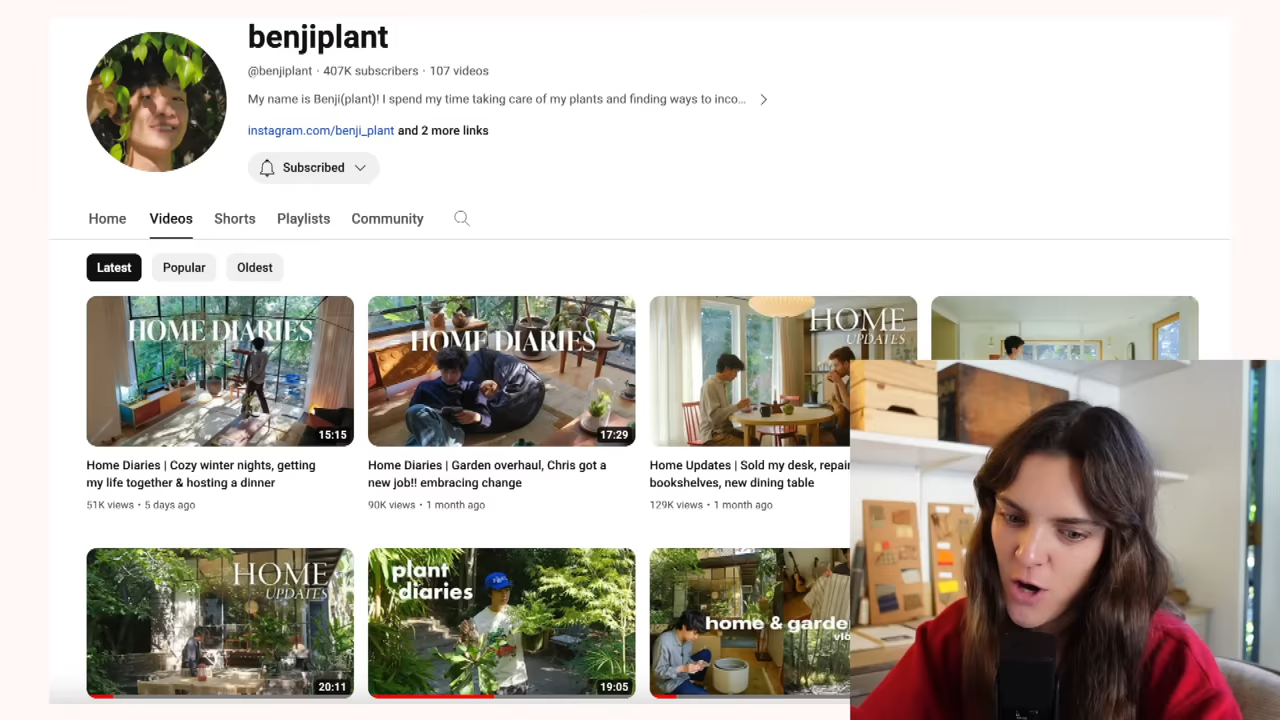 benjiplant
@benjiplant · 407K subscribers · 107 videos
My name is Benji(plant)! I spend my time taking care of my plants and finding ways to inco...
instagram.com/benji_plant and 2 more links
Subscribed
Home Videos Shorts Playlists Community
Latest Popular Oldest
HOME DIARIES
15:15
HOME DIARIES
17:29
HOME
UPDATES
Home Diaries | Cozy winter nights, getting
my life together & hosting a dinner
51K views · 5 days ago
Home Diaries | Garden overhaul, Chris got a
new job!! embracing change
90K views · 1 month ago
Home Updates | Sold my desk, repair
bookshelves, new dining table
129K views · 1 month ago
HOME
UPDATES
20:11
plant
diaries
19:05
home & garde
vlo